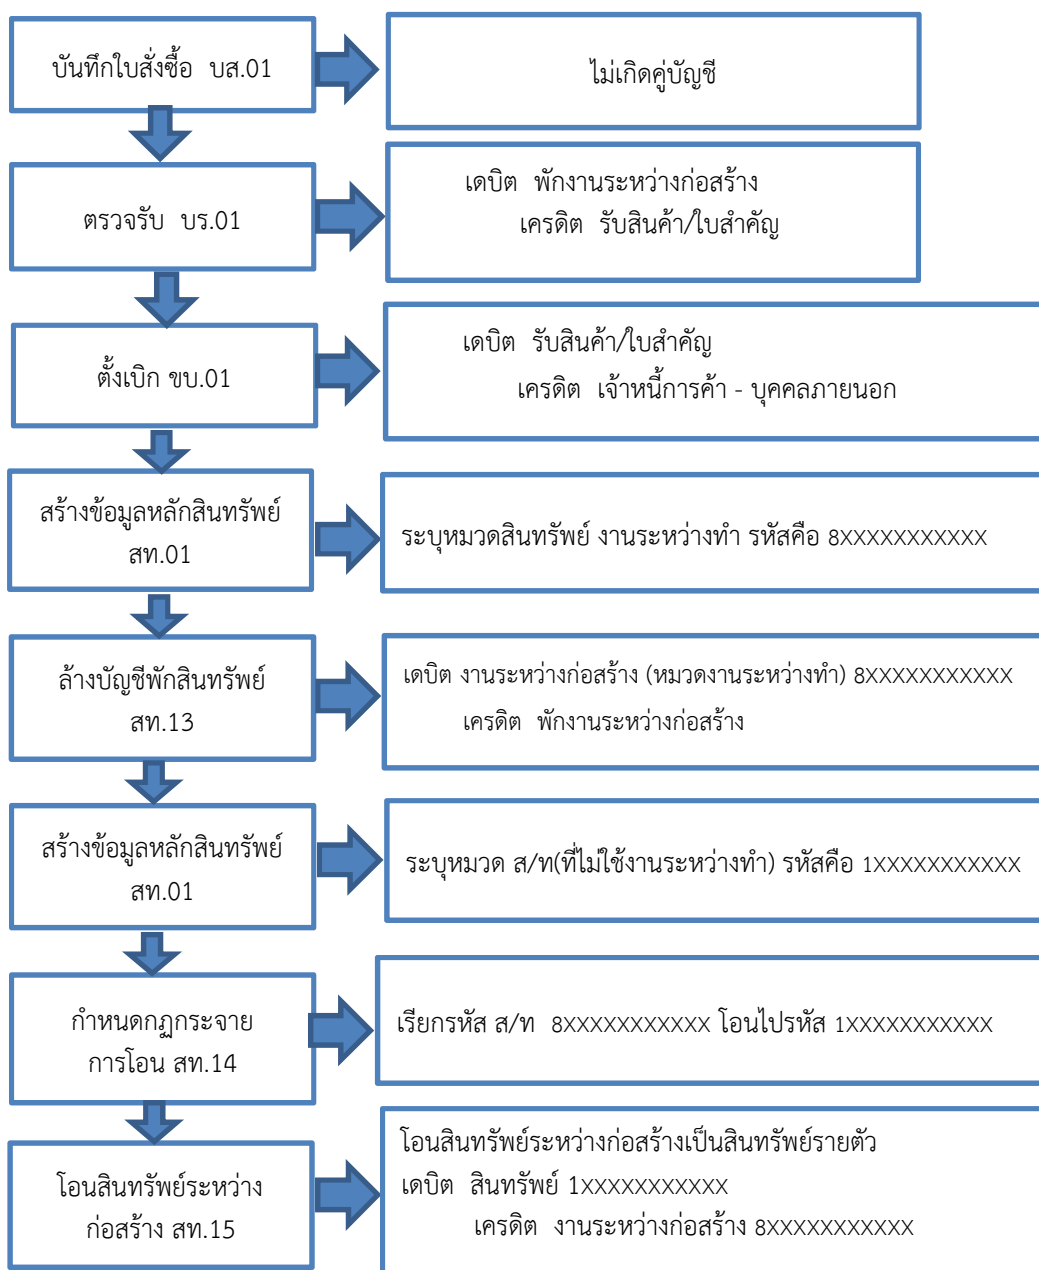 บันทึกใบสั่งซื้อ บส.01
ไม่เกิดคู่บัญชี
ตรวจรับ บร.01
เดบิต พักงานระหว่างก่อสร้าง
เครดิต รับสินค้า/ใบสำคัญ
ตั้งเบิก ขบ.01
เดบิต รับสินค้า/ใบสำคัญ
เครดิต เจ้าหนี้การค้า - บุคคลภายนอก
สร้างข้อมูลหลักสินทรัพย์
สท.01
ระบุหมวดสินทรัพย์ งานระหว่างทำ รหัสคือ 8XXXXXXXXXXX
ล้างบัญชีพักสินทรัพย์
สท.13
เดบิต งานระหว่างก่อสร้าง (หมวดงานระหว่างทำ) 8XXXXXXXXXXX
เครดิต พักงานระหว่างก่อสร้าง
สร้างข้อมูลหลักสินทรัพย์
สท.01
ระบุหมวด ส/ท(ที่ไม่ใช้งานระหว่างทำ) รหัสคือ 1XXXXXXXXXXX
กำหนดกฏกระจาย
การโอน สท.14
เรียกรหัส ส/ท 8XXXXXXXXXXX โอนไปรหัส 1XXXXXXXXXXX
โอนสินทรัพย์ระหว่าง
ก่อสร้าง สท.15
โอนสินทรัพย์ระหว่างก่อสร้างเป็นสินทรัพย์รายตัว
เดบิต สินทรัพย์ 1XXXXXXXXXXX
เครดิต งานระหว่างก่อสร้าง 8XXXXXXXXXXX